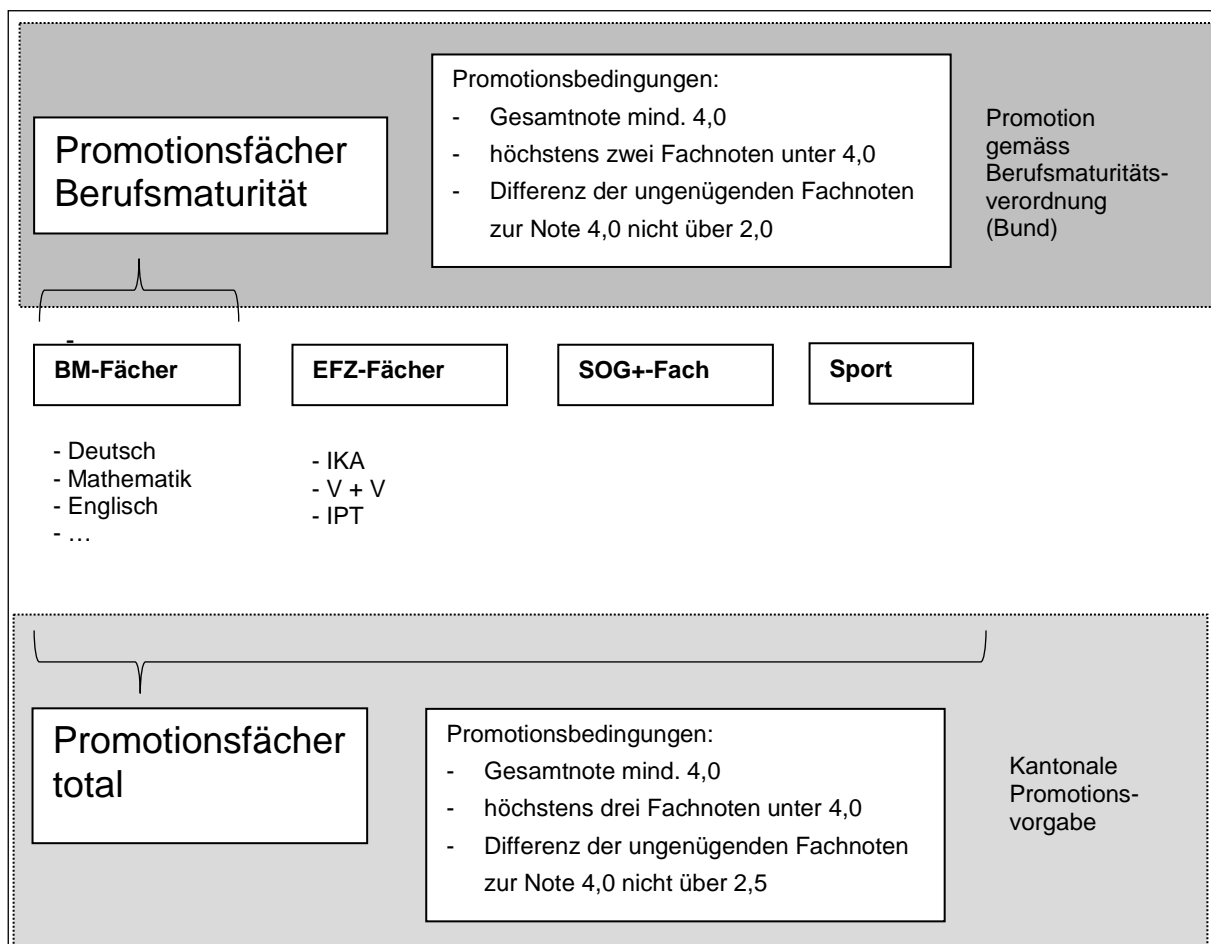 Promotionsfächer
Berufsmaturität
Promotionsbedingungen:
- Gesamtnote mind. 4,0
- höchstens zwei Fachnoten unter 4,0
- Differenz der ungenügenden Fachnoten
zur Note 4,0 nicht über 2,0
Promotion
gemäss
Berufsmaturitäts-
verordnung
(Bund)
-
BM-Fächer
EFZ-Fächer
SOG+-Fach
Sport
- Deutsch
- Mathematik
- Englisch
- …
- IKA
- V + V
- IPT
Promotionsfächer
total
Promotionsbedingungen:
- Gesamtnote mind. 4,0
- höchstens drei Fachnoten unter 4,0
- Differenz der ungenügenden Fachnoten
zur Note 4,0 nicht über 2,5
Kantonale
Promotions-
vorgabe